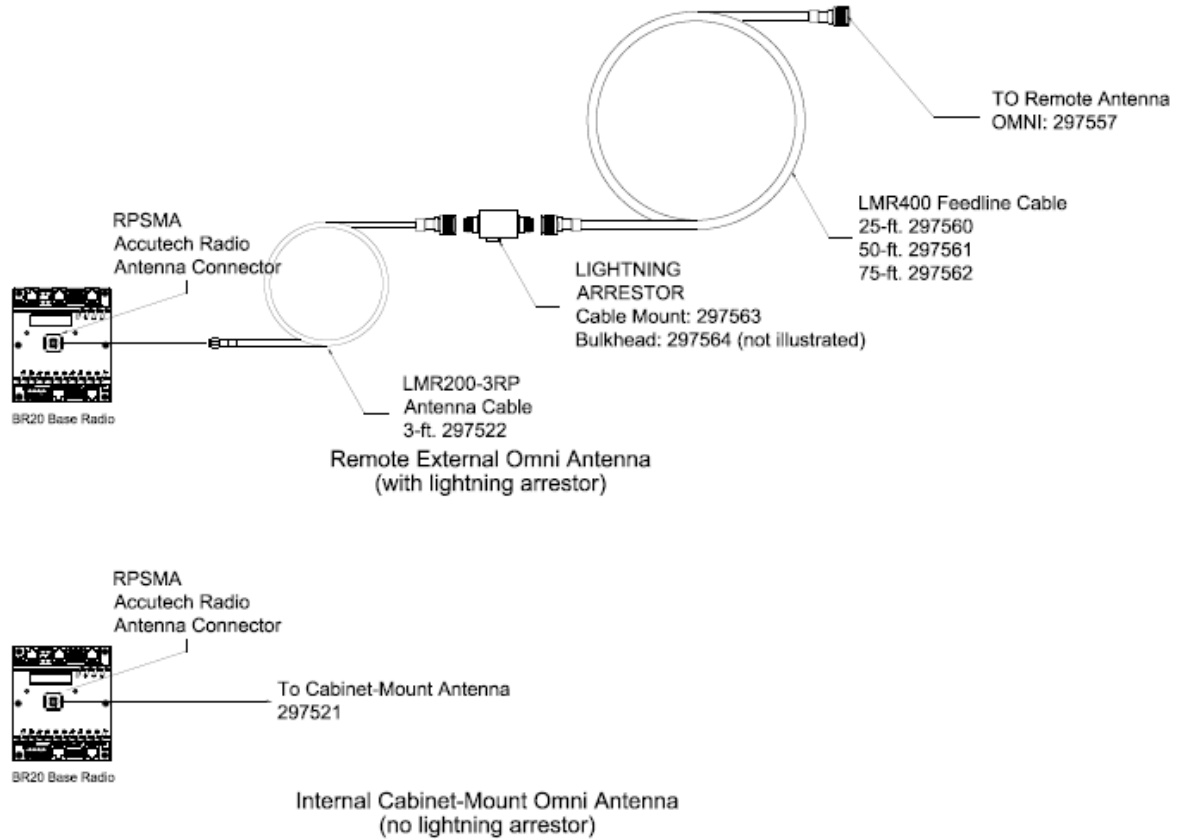 TO Remote Antenna
OMNI: 297557
LMR400 Feedline Cable
25-ft. 297560
50-ft. 297561
75-ft. 297562
RPSMA
Accutech Radio
Antenna Connector
LIGHTNING
ARRESTOR
Cable Mount: 297563
Bulkhead: 297564 (not illustrated)
BR20 Base Radio
LMR200-3RP
Antenna Cable
3-ft. 297522
Remote External Omni Antenna
(with lightning arrestor)
RPSMA
Accutech Radio
Antenna Connector
To Cabinet-Mount Antenna
297521
BR20 Base Radio
Internal Cabinet-Mount Omni Antenna
(no lightning arrestor)